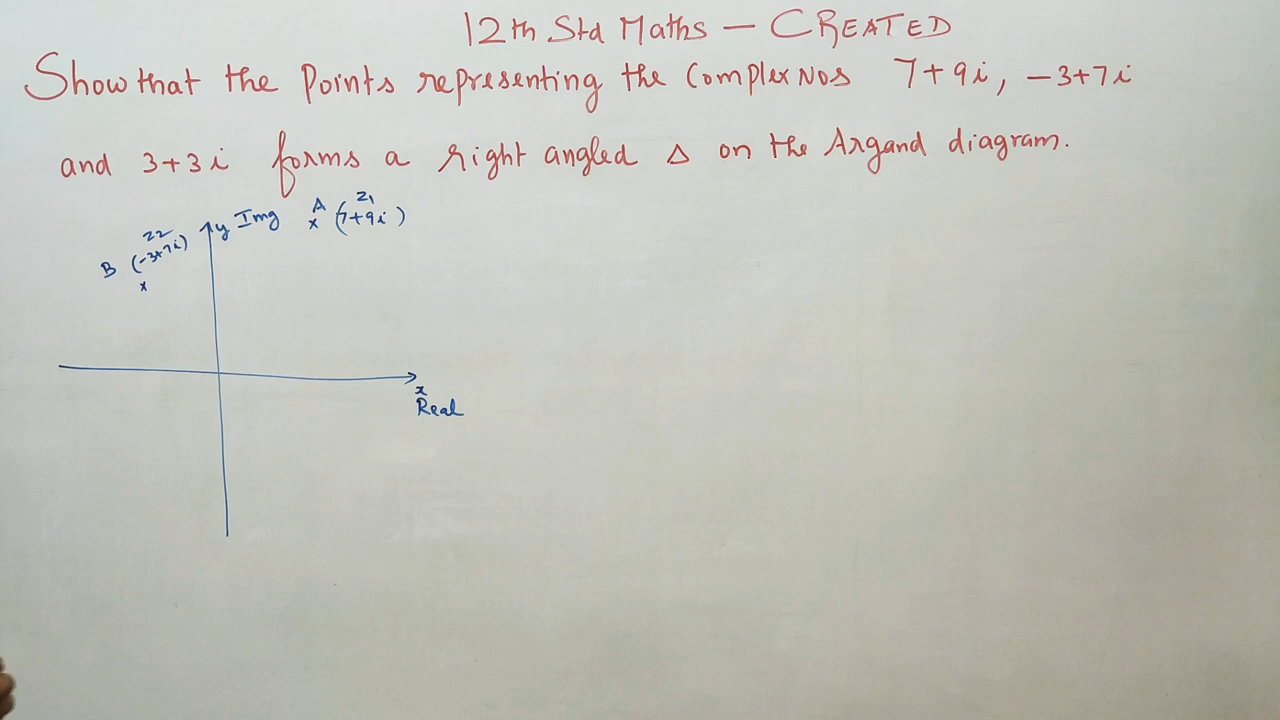 12th Std Maths - CREATED
Show that the Points representing the Complex Nos 7+9i, -3+7i
and 3+3i forms a right angled Δ on the Argand diagram.
z1
A
y Img x (7+9i)
z2
B (-3+7i)
x
x
Real